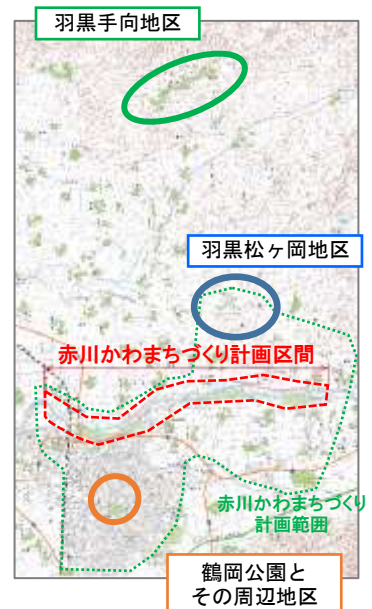 羽黒手向地区
羽黒松ヶ岡地区
赤川かわまちづくり計画区間
赤川かわまちづくり
計画範囲
鶴岡公園と
その周辺地区